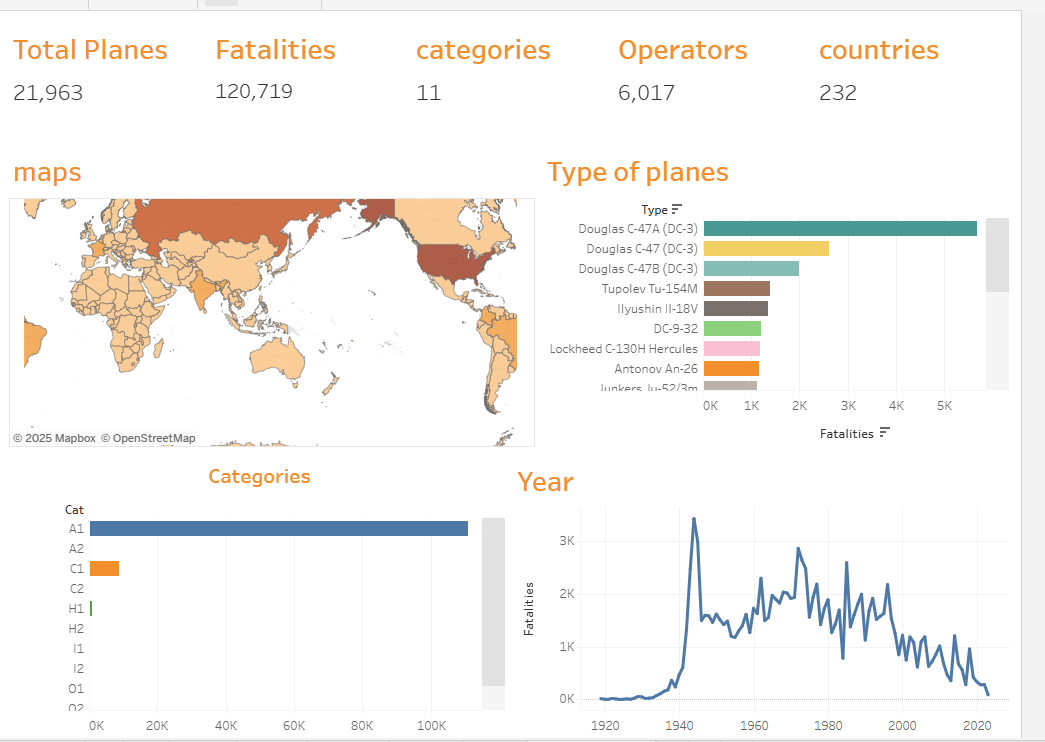 Total Planes
Fatalities
categories
Operators
countries
21,963
120,719
11
6,017
232
maps
Type of planes
Type
Douglas C-47A (DC-3)
Douglas C-47 (DC-3)
Douglas C-47B (DC-3)
Tupolev Tu-154M
Ilyushin Il-18V
DC-9-32
Lockheed C-130H Hercules
Antonov An-26
Junkers Ju-52/3m
0K
1K
2K
3K
4K
5K
Fatalities
© 2025 Mapbox © OpenStreetMap
Categories
Cat
A1
A2
C1
C2
H1
H2
I1
I2
O1
O2
0K
20K
40K
60K
80K
100K
Year
Fatalities
3K
2K
1K
0K
1920
1940
1960
1980
2000
2020